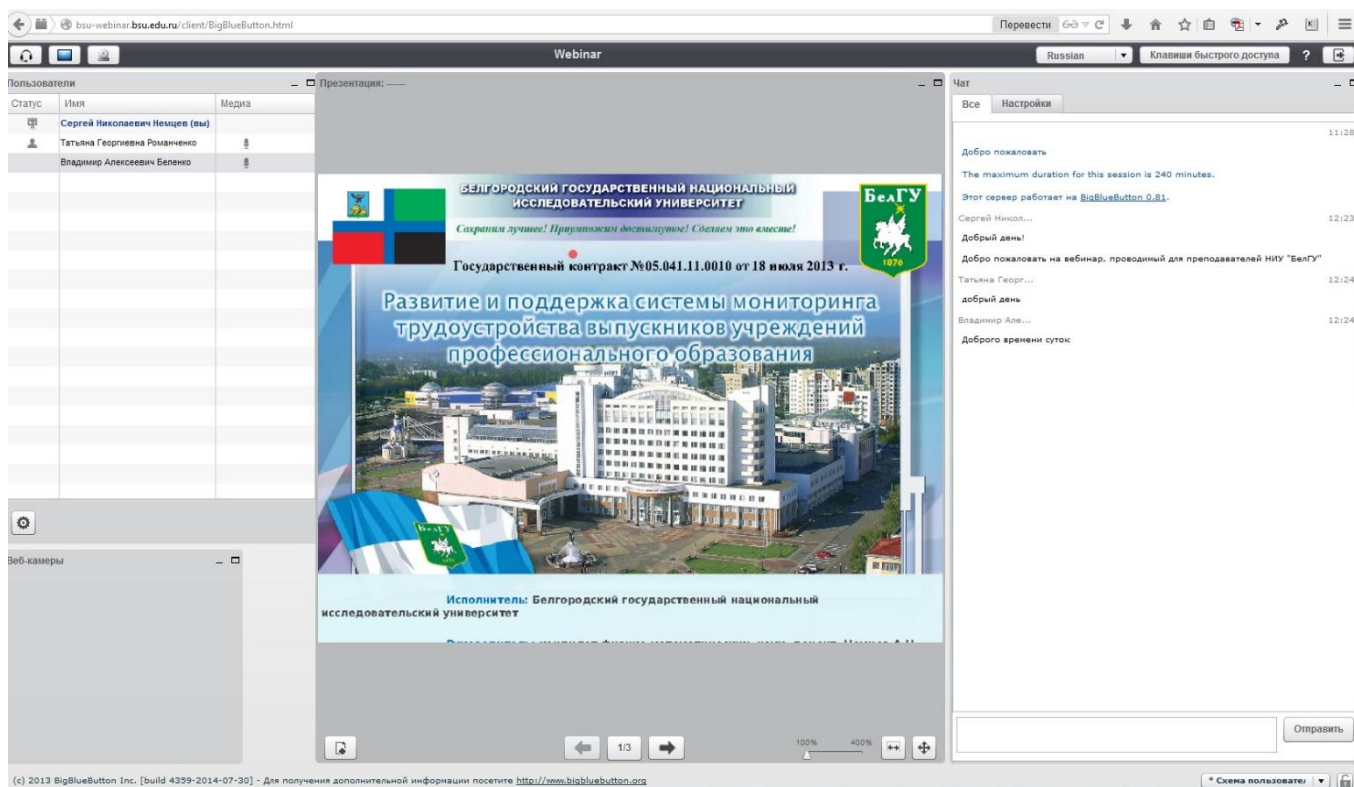 bsu-webinar.bsu.edu.ru/client/BigBlueButton.html
Перевести
Webinar
Russian
Клавиши быстрого доступа
?
Пользователи
Статус Имя Медиа
Сергей Николаевич Немцев (вы)
Татьяна Георгиевна Романченко
Владимир Алексеевич Беленко
Веб-камеры
Презентация: ------
БЕЛГОРОДСКИЙ ГОСУДАРСТВЕННЫЙ НАЦИОНАЛЬНЫЙ
ИССЛЕДОВАТЕЛЬСКИЙ УНИВЕРСИТЕТ
Сохраним лучшее! Приумножим достигнутое! Сделаем это вместе!
БелГУ
1876
Государственный контракт №05.041.11.0010 от 18 июля 2013 г.
Развитие и поддержка системы мониторинга
трудоустройства выпускников учреждений
профессионального образования
БелГУ
Исполнитель: Белгородский государственный национальный
исследовательский университет
1/3
100% 400%
Чат
Все Настройки
11:28
Добро пожаловать
The maximum duration for this session is 240 minutes.
Этот сервер работает на BigBlueButton 0.81.
Сергей Никол... 12:23
Добрый день!
Добро пожаловать на вебинар, проводимый для преподавателей НИУ "БелГУ"
Татьяна Георг... 12:24
добрый день
Владимир Але... 12:24
Доброго времени суток
Отправить
(c) 2013 BigBlueButton Inc. [build 4359-2014-07-30] - Для получения дополнительной информации посетите http://www.bigbluebutton.org
* Схема пользовател